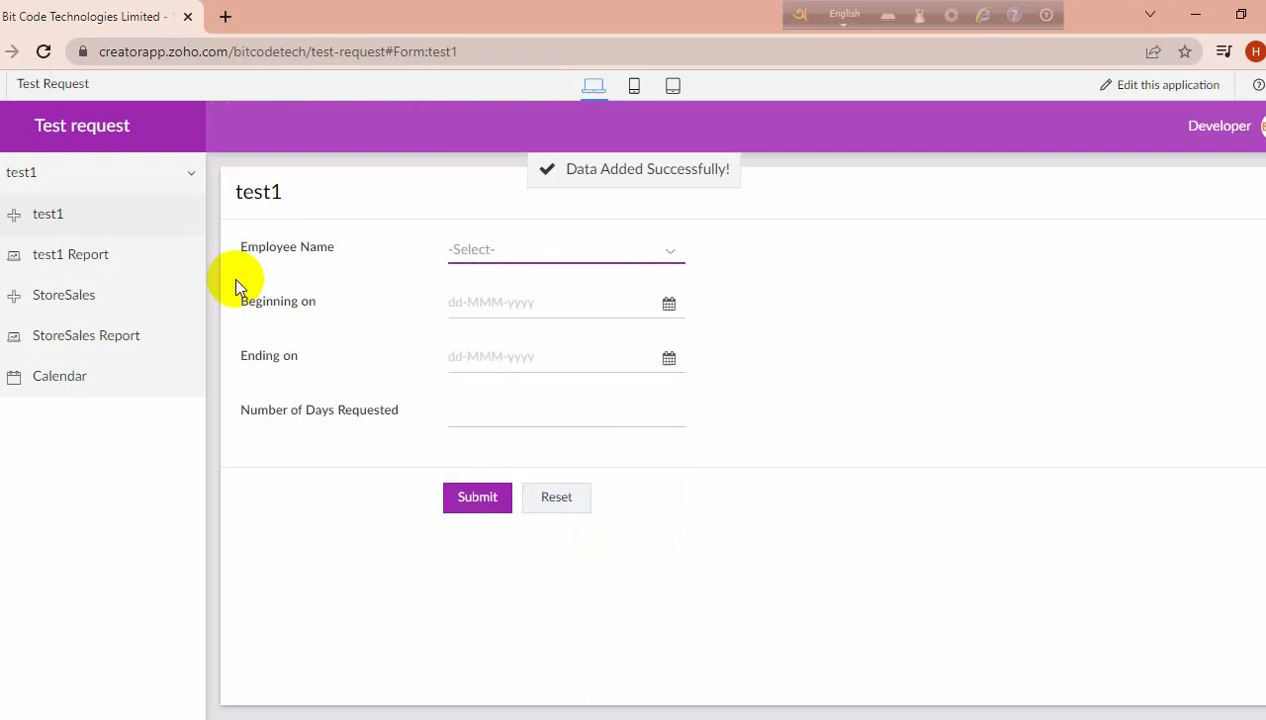 Bit Code Technologies Limited -
English
creatorapp.zoho.com/bitcodetech/test-request#Form:test1
H
Test Request
Edit this application
Test request
Developer
test1
Data Added Successfully!
test1
test1
test1 Report
StoreSales
StoreSales Report
Calendar
Employee Name
-Select-
Beginning on
dd-MMM-yyyy
Ending on
dd-MMM-yyyy
Number of Days Requested
Submit
Reset